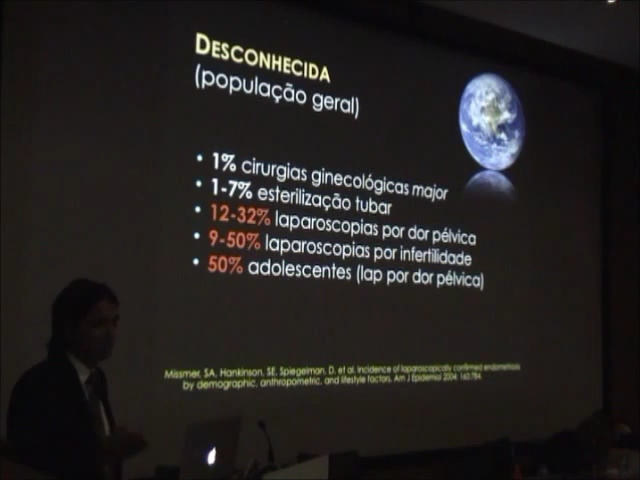 DESCONHECIDA
(população geral)
• 1% cirurgias ginecológicas major
• 1-7% esterilização tubar
• 12-32% laparoscopias por dor pélvica
• 9-50% laparoscopias por infertilidade
• 50% adolescentes (lap por dor pélvica)
Missmer, SA, Hankinson, SE, Spiegelman, D, et al. Incidence of laparoscopically confirmed endometriosis
by demographic, anthropometric, and lifestyle factors. Am J Epidemiol 2004; 160:784.